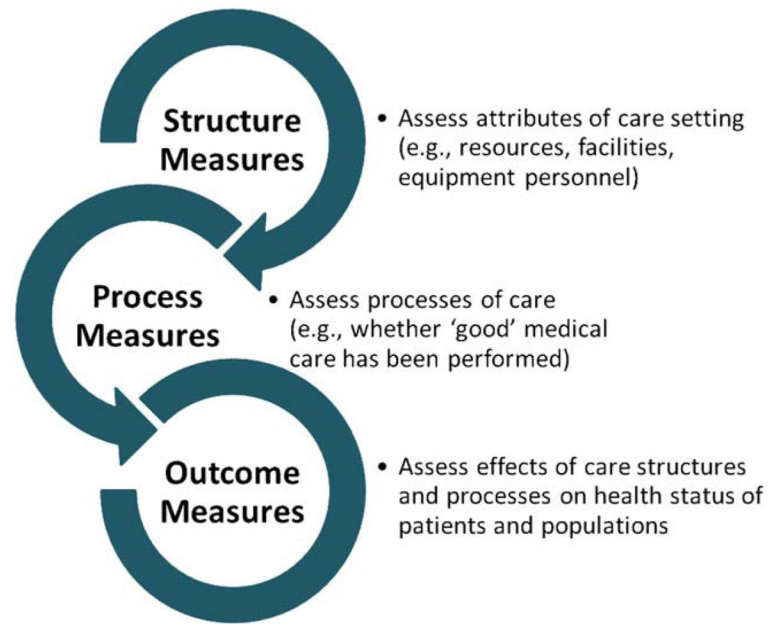 Structure
Measures
• Assess attributes of care setting
(e.g., resources, facilities,
equipment personnel)
Process
Measures
• Assess processes of care
(e.g., whether ‘good’ medical
care has been performed)
Outcome
Measures
• Assess effects of care structures
and processes on health status of
patients and populations